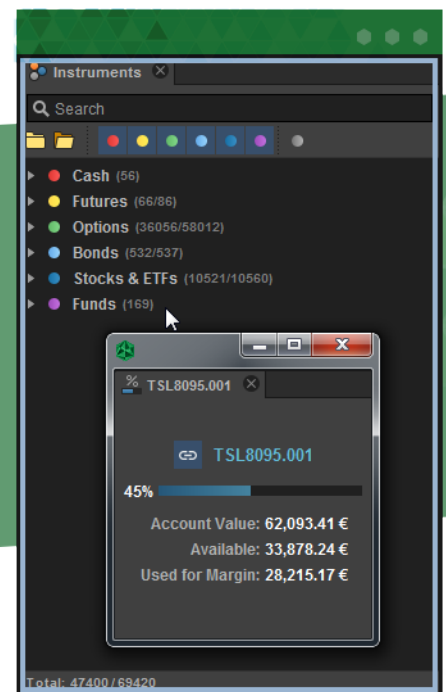 Instruments
Search
Cash (56)
Futures (66/86)
Options (36056/58012)
Bonds (532/537)
Stocks & ETFs (10521/10560)
Funds (169)
% TSL8095.001
TSL8095.001
45%
Account Value: 62,093.41 €
Available: 33,878.24 €
Used for Margin: 28,215.17 €
Total: 47400/69420